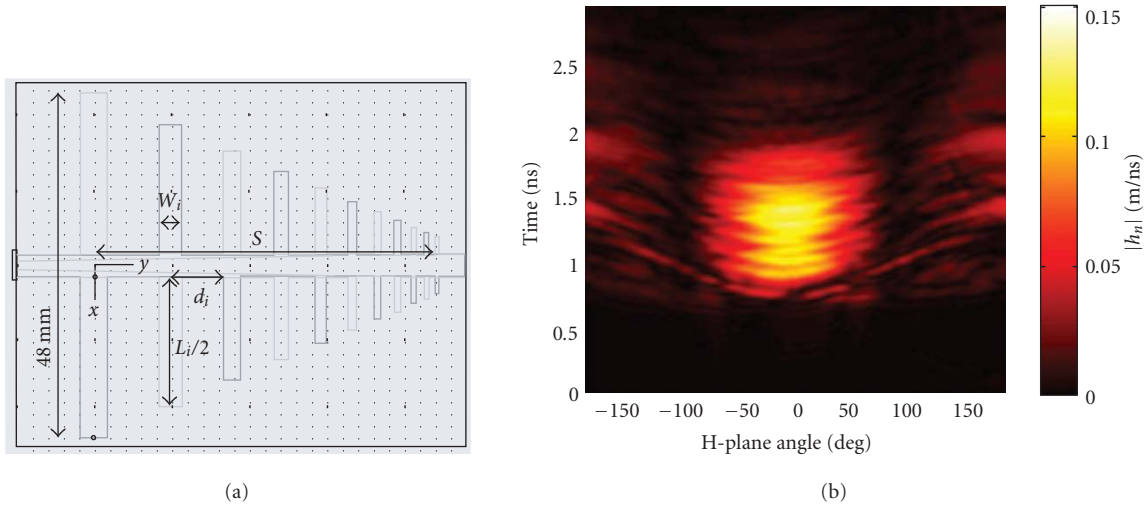 W_i
S
y
x
d_i
L_i/2
48 mm
(a)
2.5
2
1.5
1
0.5
0
Time (ns)
−150 −100 −50 0 50 100 150
H-plane angle (deg)
0.15
0.1
0.05
0
|h_n| (m/ns)
(b)